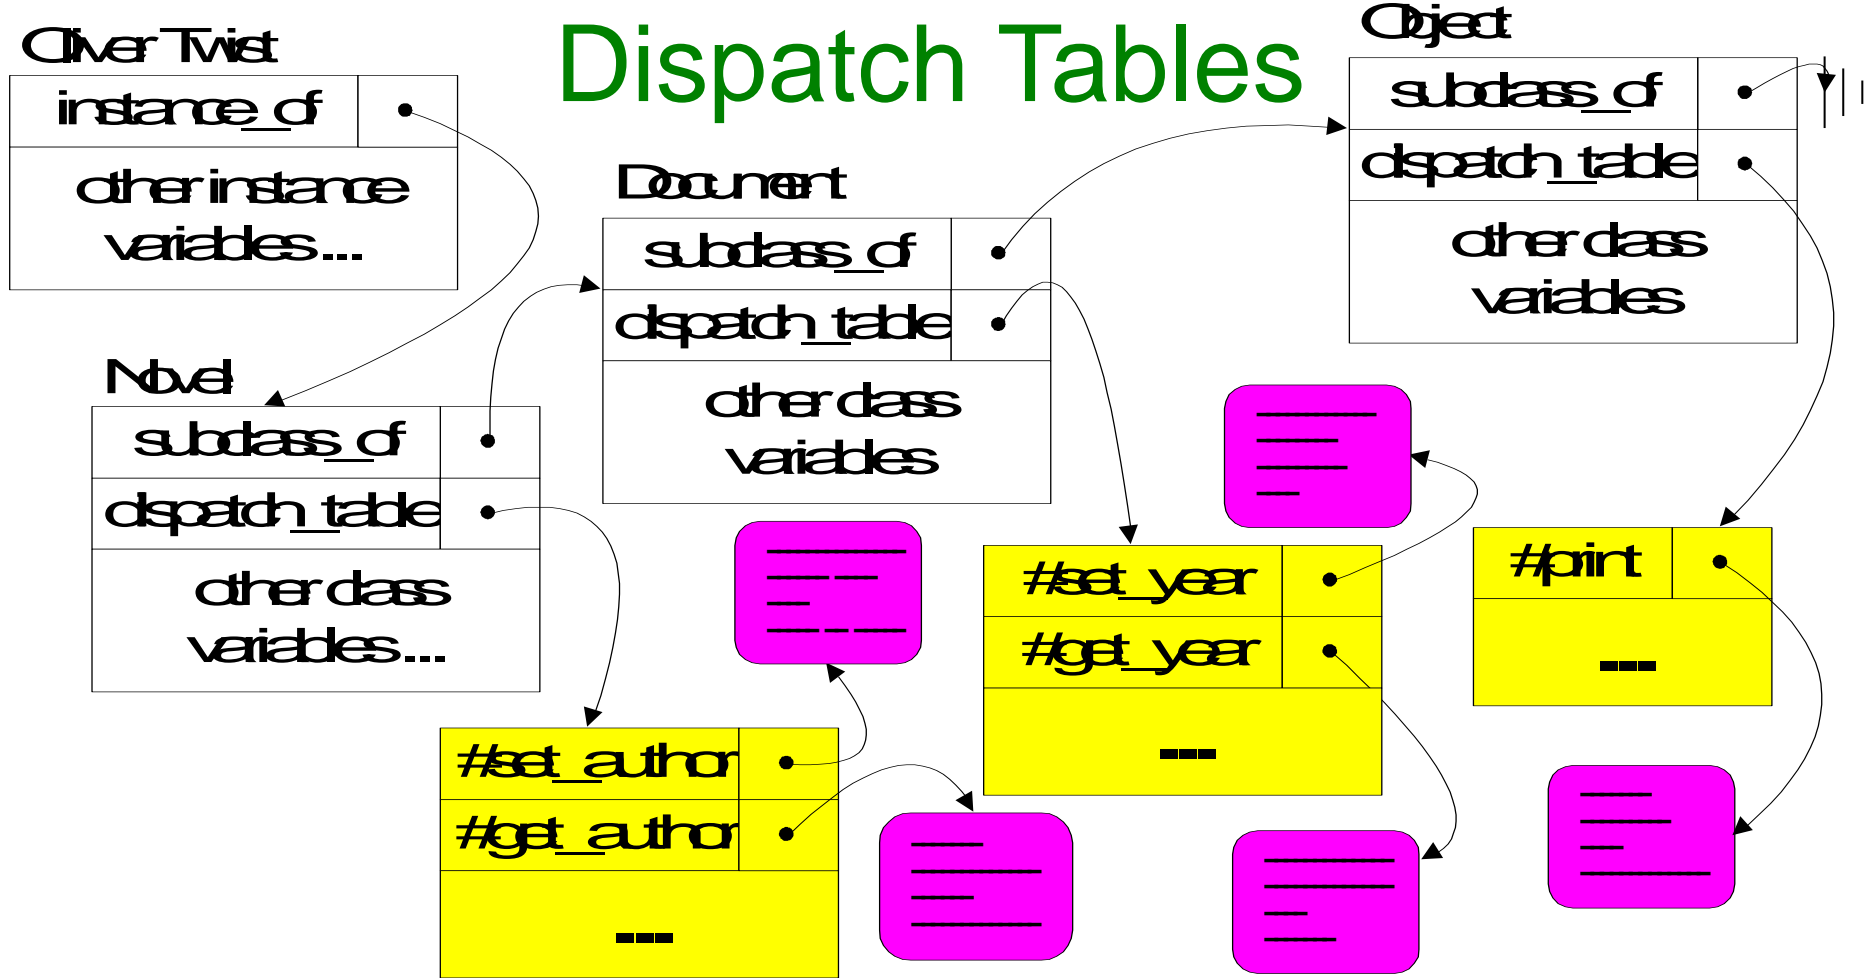 Dispatch Tables
Oliver Twist
instance_of
other instance
variables...
Novel
subclass_of
dispatch_table
other class
variables...
#set_author
#get_author
...
Document
subclass_of
dispatch_table
other class
variables
#set_year
#get_year
...
Object
subclass_of
dispatch_table
other class
variables
#print
...